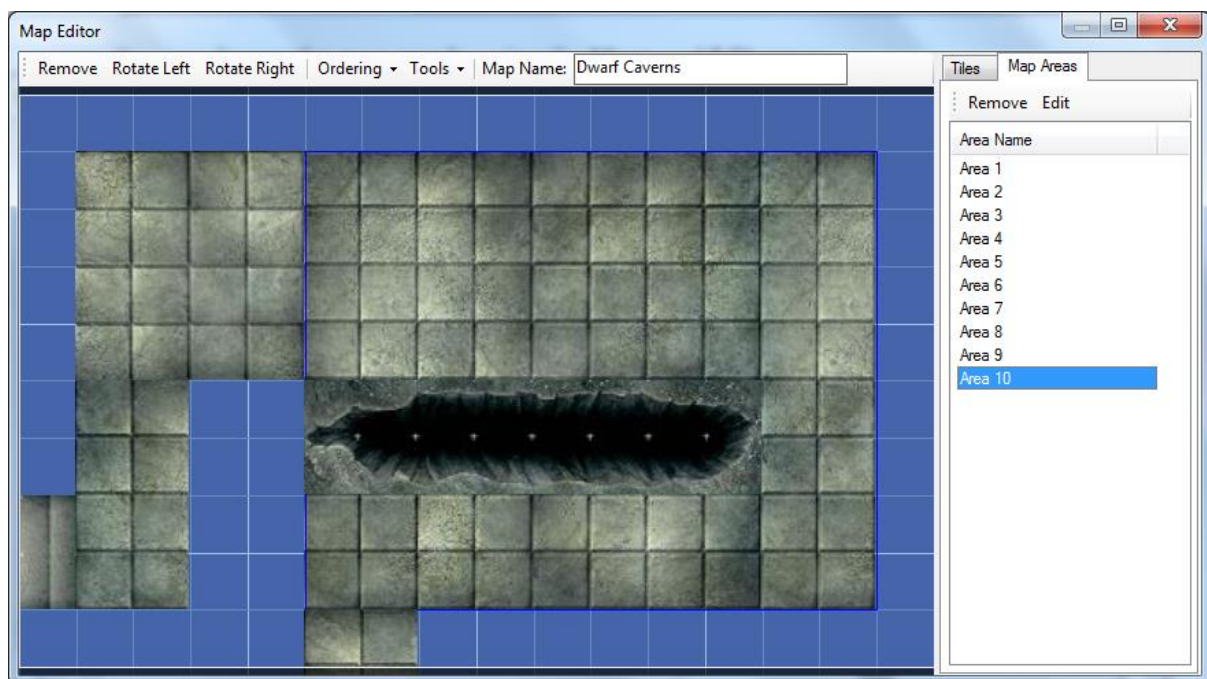 Map Editor
Remove Rotate Left Rotate Right Ordering Tools Map Name: Dwarf Caverns
Tiles Map Areas
Remove Edit
Area Name
Area 1
Area 2
Area 3
Area 4
Area 5
Area 6
Area 7
Area 8
Area 9
Area 10